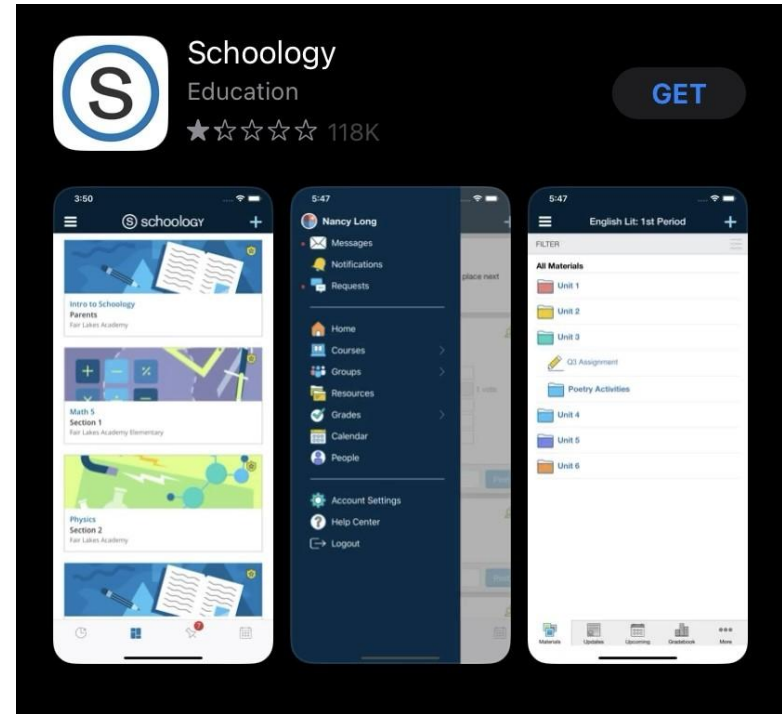 Schoology
Education
118K
GET
S
3:50
S schoology
Intro to Schoology
Parents
Fair Lakes Academy
Math 5
Section 1
Fair Lakes Academy Elementary
Physics
Section 2
Fair Lakes Academy
7
5:47
Nancy Long
Messages
Notifications
Requests
Home
Courses
Groups
Resources
Grades
Calendar
People
Account Settings
Help Center
Logout
place next
1 vote
Post
5:47
English Lit: 1st Period
FILTER
All Materials
Unit 1
Unit 2
Unit 3
Q3 Assignment
Poetry Activities
Unit 4
Unit 5
Unit 6
Materials
Updates
Upcoming
Gradebook
More